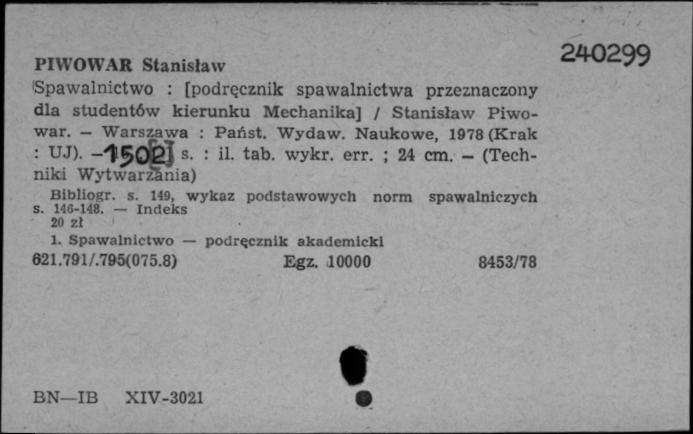 240299
PIWOWAR Stanisław
Spawalnictwo : [podręcznik spawalnictwa przeznaczony
dla studentów kierunku Mechanika] / Stanisław Piwo-
war. — Warszawa : Państ. Wydaw. Naukowe, 1978 (Krak
: UJ). — 150[2] s. : il. tab. wykr. err. ; 24 cm. — (Tech-
niki Wytwarzania)
Bibliogr. s. 149, wykaz podstawowych norm spawalniczych
s. 146-148. — Indeks
20 zł
1. Spawalnictwo — podręcznik akademicki
621.791/.795(075.8) Egz. 10000 8453/78
BN—IB XIV-3021